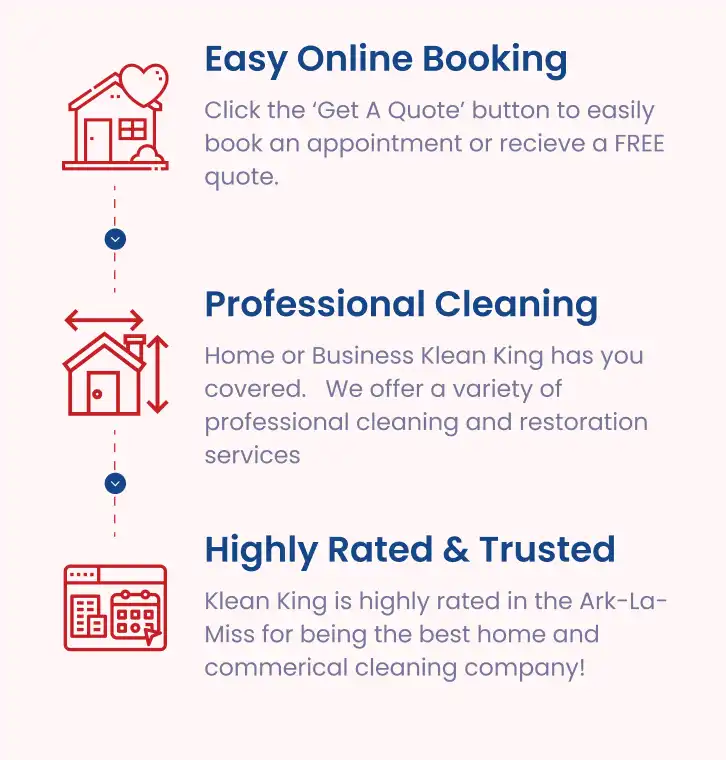 Easy Online Booking
Click the ‘Get A Quote’ button to easily
book an appointment or recieve a FREE
quote.
Professional Cleaning
Home or Business Klean King has you
covered.   We offer a variety of
professional cleaning and restoration
services
Highly Rated & Trusted
Klean King is highly rated in the Ark-La-
Miss for being the best home and
commerical cleaning company!